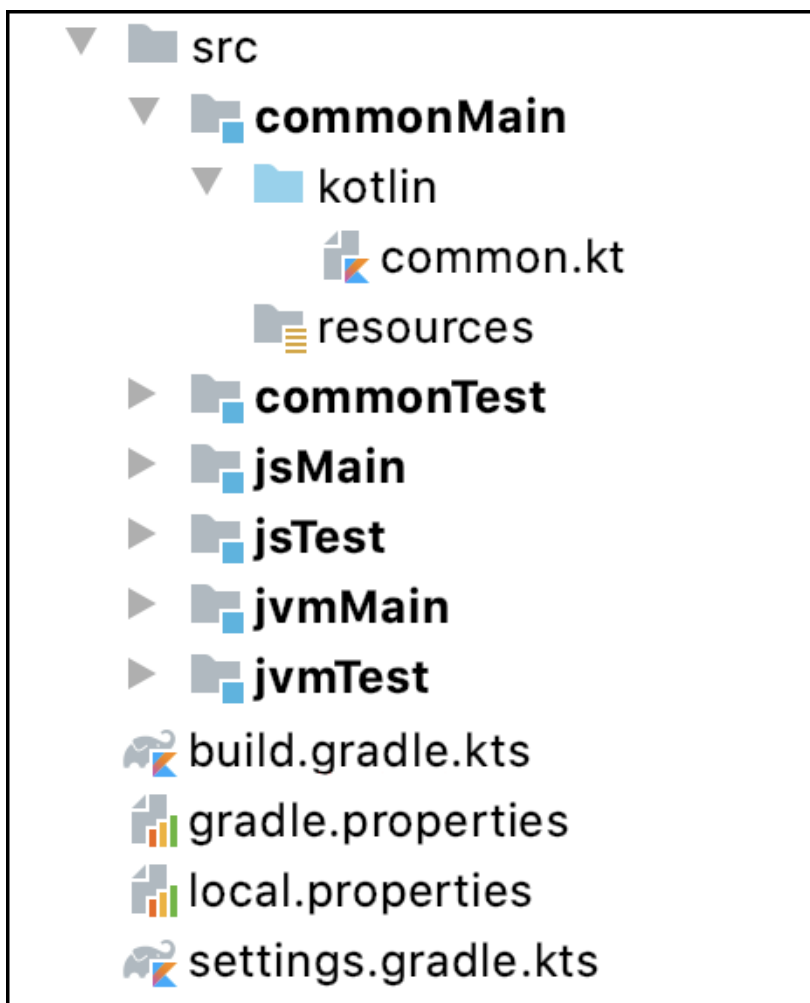 src
commonMain
kotlin
common.kt
resources
commonTest
jsMain
jsTest
jvmMain
jvmTest
build.gradle.kts
gradle.properties
local.properties
settings.gradle.kts